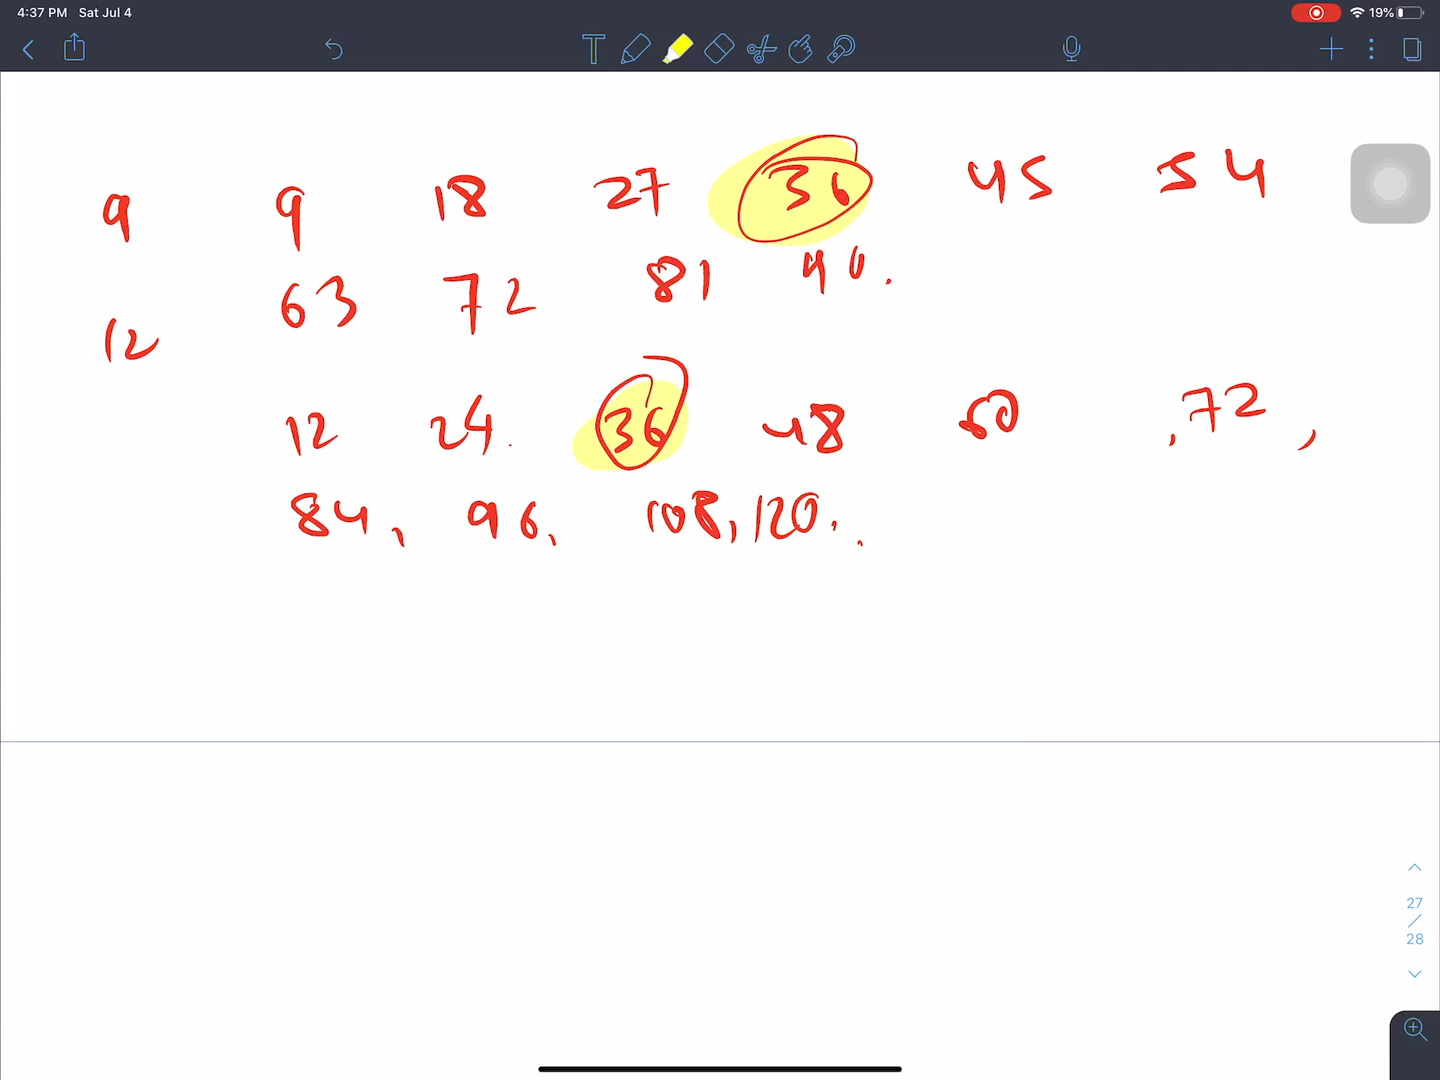 4:37 PM Sat Jul 4 19%
T
9 9 18 27 36 45 54
63 72 81 90.
12
12 24. 36 48 60 , 72 ,
84, 96, 108, 120, .
27
/
28